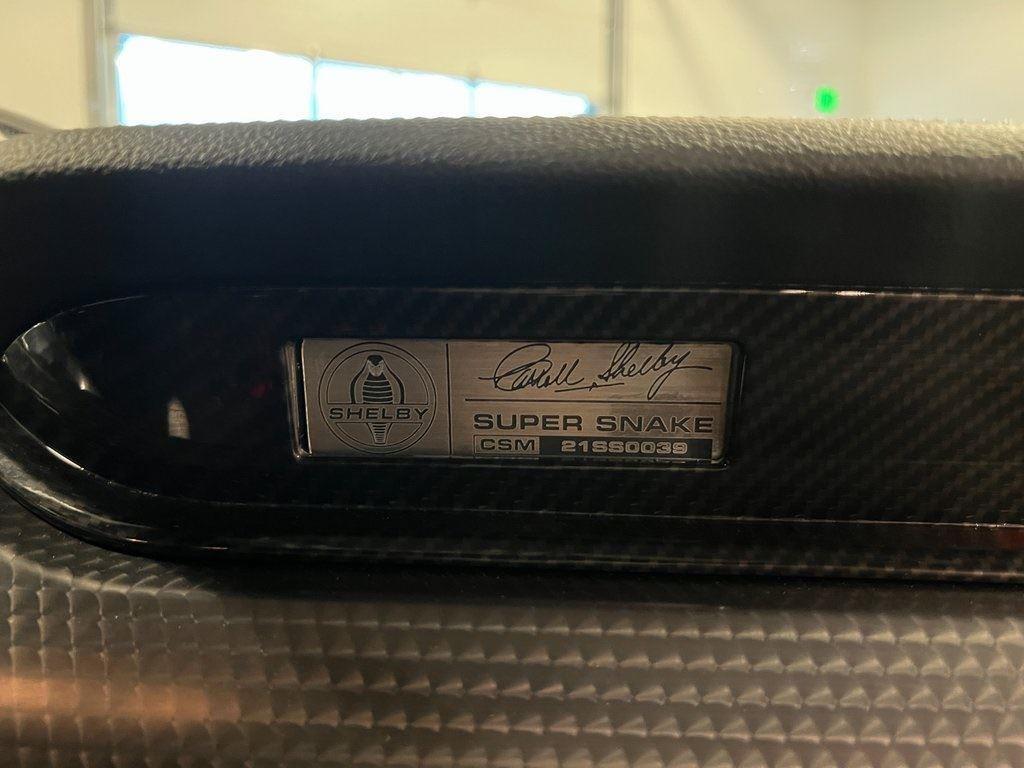 SHELBY
Carroll Shelby
SUPER SNAKE
CSM 21SS0039